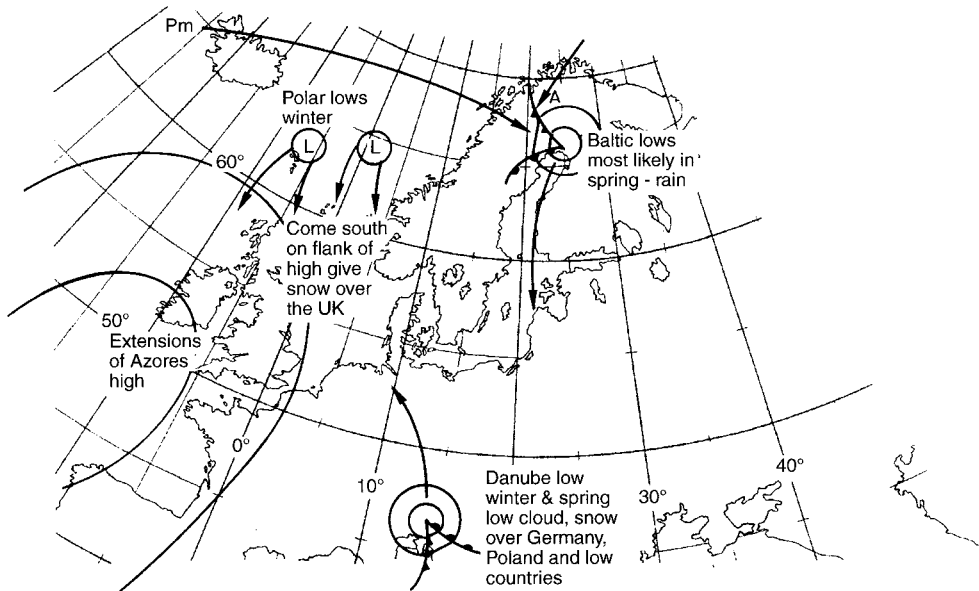 Pm
Polar lows
winter
L
L
A
Baltic lows
most likely in
spring - rain
60°
Come south
on flank of
high give
snow over
the UK
50°
Extensions
of Azores
high
0°
10°
Danube low
winter & spring
low cloud, snow
over Germany,
Poland and low
countries
30°
40°